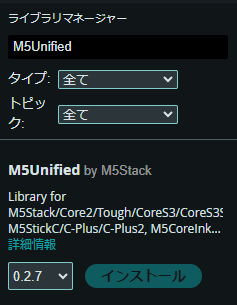 ライブラリマネージャー
M5Unified
タイプ: 全て
トピッ
ク: 全て
M5Unified by M5Stack
Library for
M5Stack/Core2/Tough/CoreS3/CoreS3S
M5StickC/C-Plus/C-Plus2, M5CoreInk...
詳細情報
0.2.7 インストール